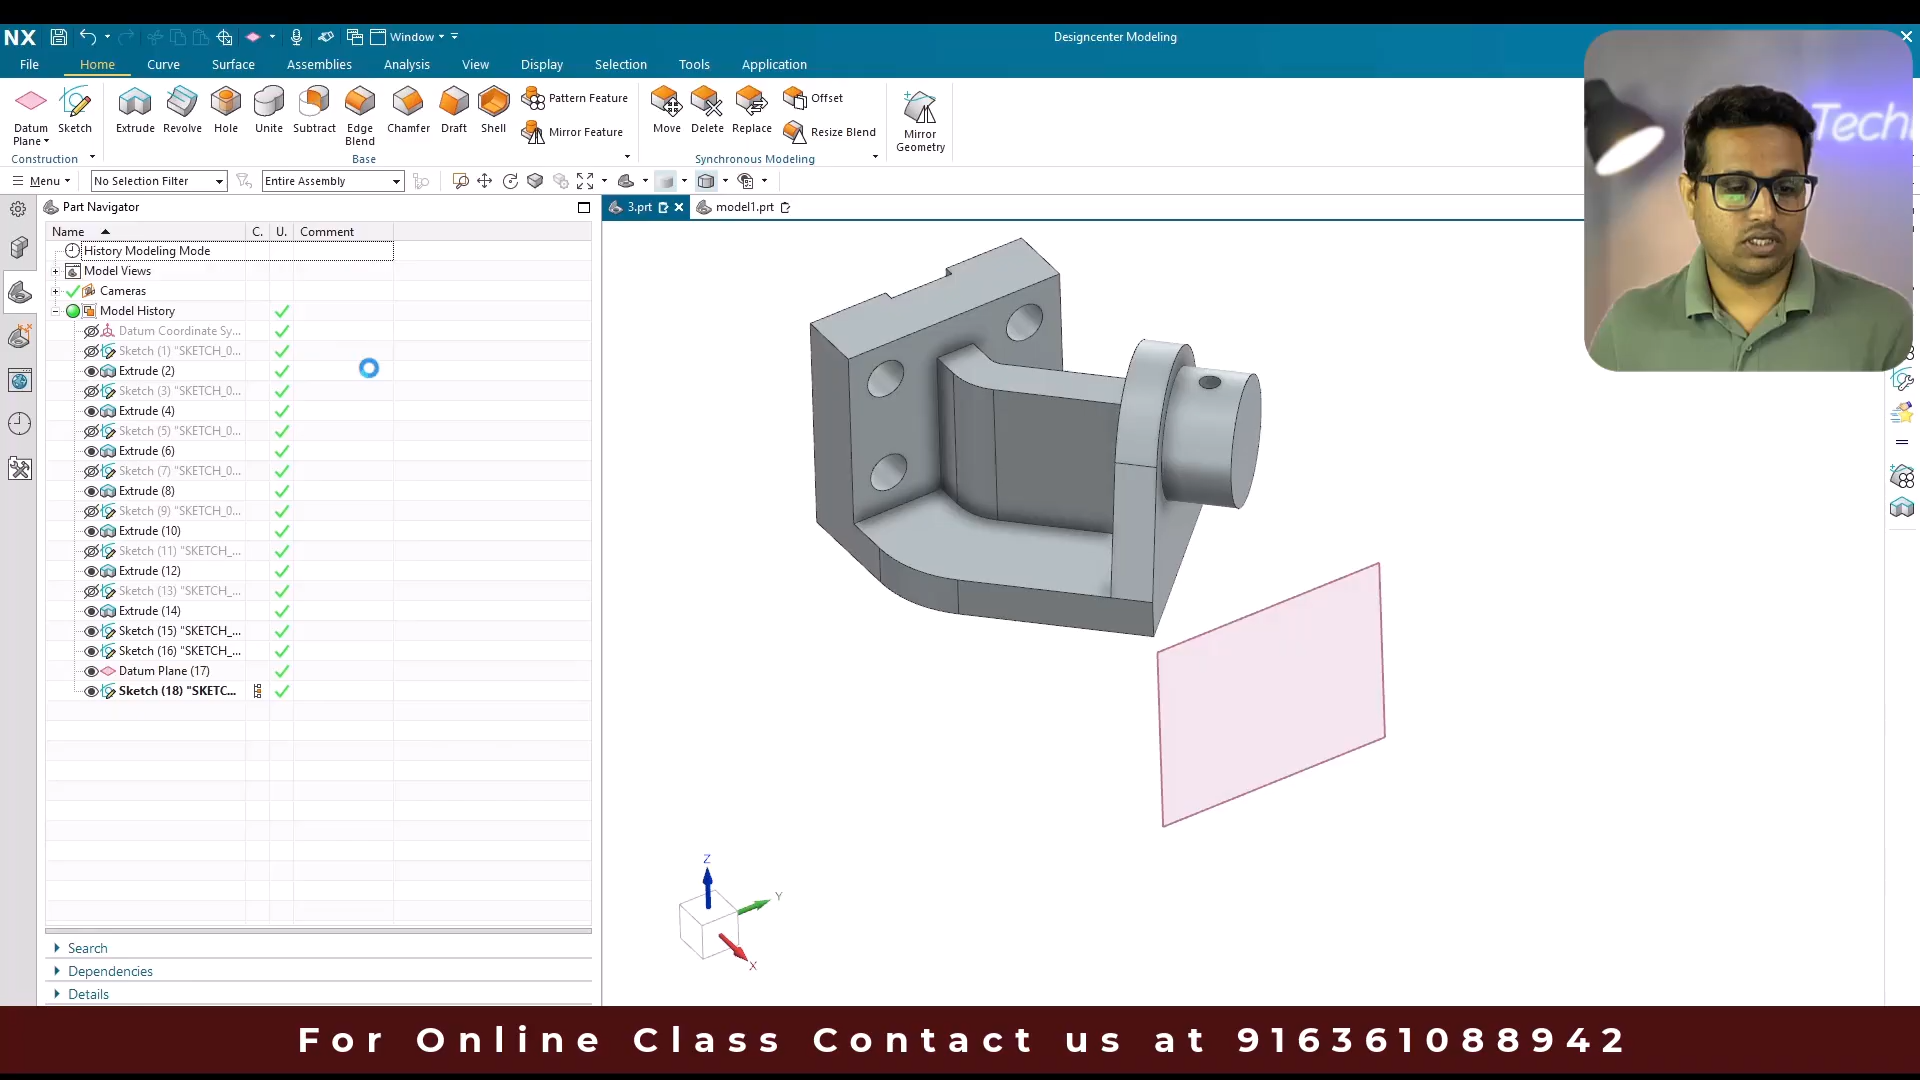 NX
Window
Designcenter Modeling
File
Home
Curve
Surface
Assemblies
Analysis
View
Display
Selection
Tools
Application
Datum
Plane
Sketch
Extrude
Revolve
Hole
Unite
Subtract
Edge
Blend
Chamfer
Draft
Shell
Pattern Feature
Mirror Feature
Move
Delete
Replace
Offset
Resize Blend
Mirror
Geometry
Construction
Base
Synchronous Modeling
Menu
No Selection Filter
Entire Assembly
Part Navigator
3.prt
model1.prt
Name
C.
U.
Comment
History Modeling Mode
Model Views
Cameras
Model History
Datum Coordinate Sy...
Sketch (1) "SKETCH_0...
Extrude (2)
Sketch (3) "SKETCH_0...
Extrude (4)
Sketch (5) "SKETCH_0...
Extrude (6)
Sketch (7) "SKETCH_0...
Extrude (8)
Sketch (9) "SKETCH_0...
Extrude (10)
Sketch (11) "SKETCH_...
Extrude (12)
Sketch (13) "SKETCH_...
Extrude (14)
Sketch (15) "SKETCH_...
Sketch (16) "SKETCH_...
Datum Plane (17)
Sketch (18) "SKETC...
Search
Dependencies
Details
Z
Y
X
Tech
For Online Class Contact us at 916361088942